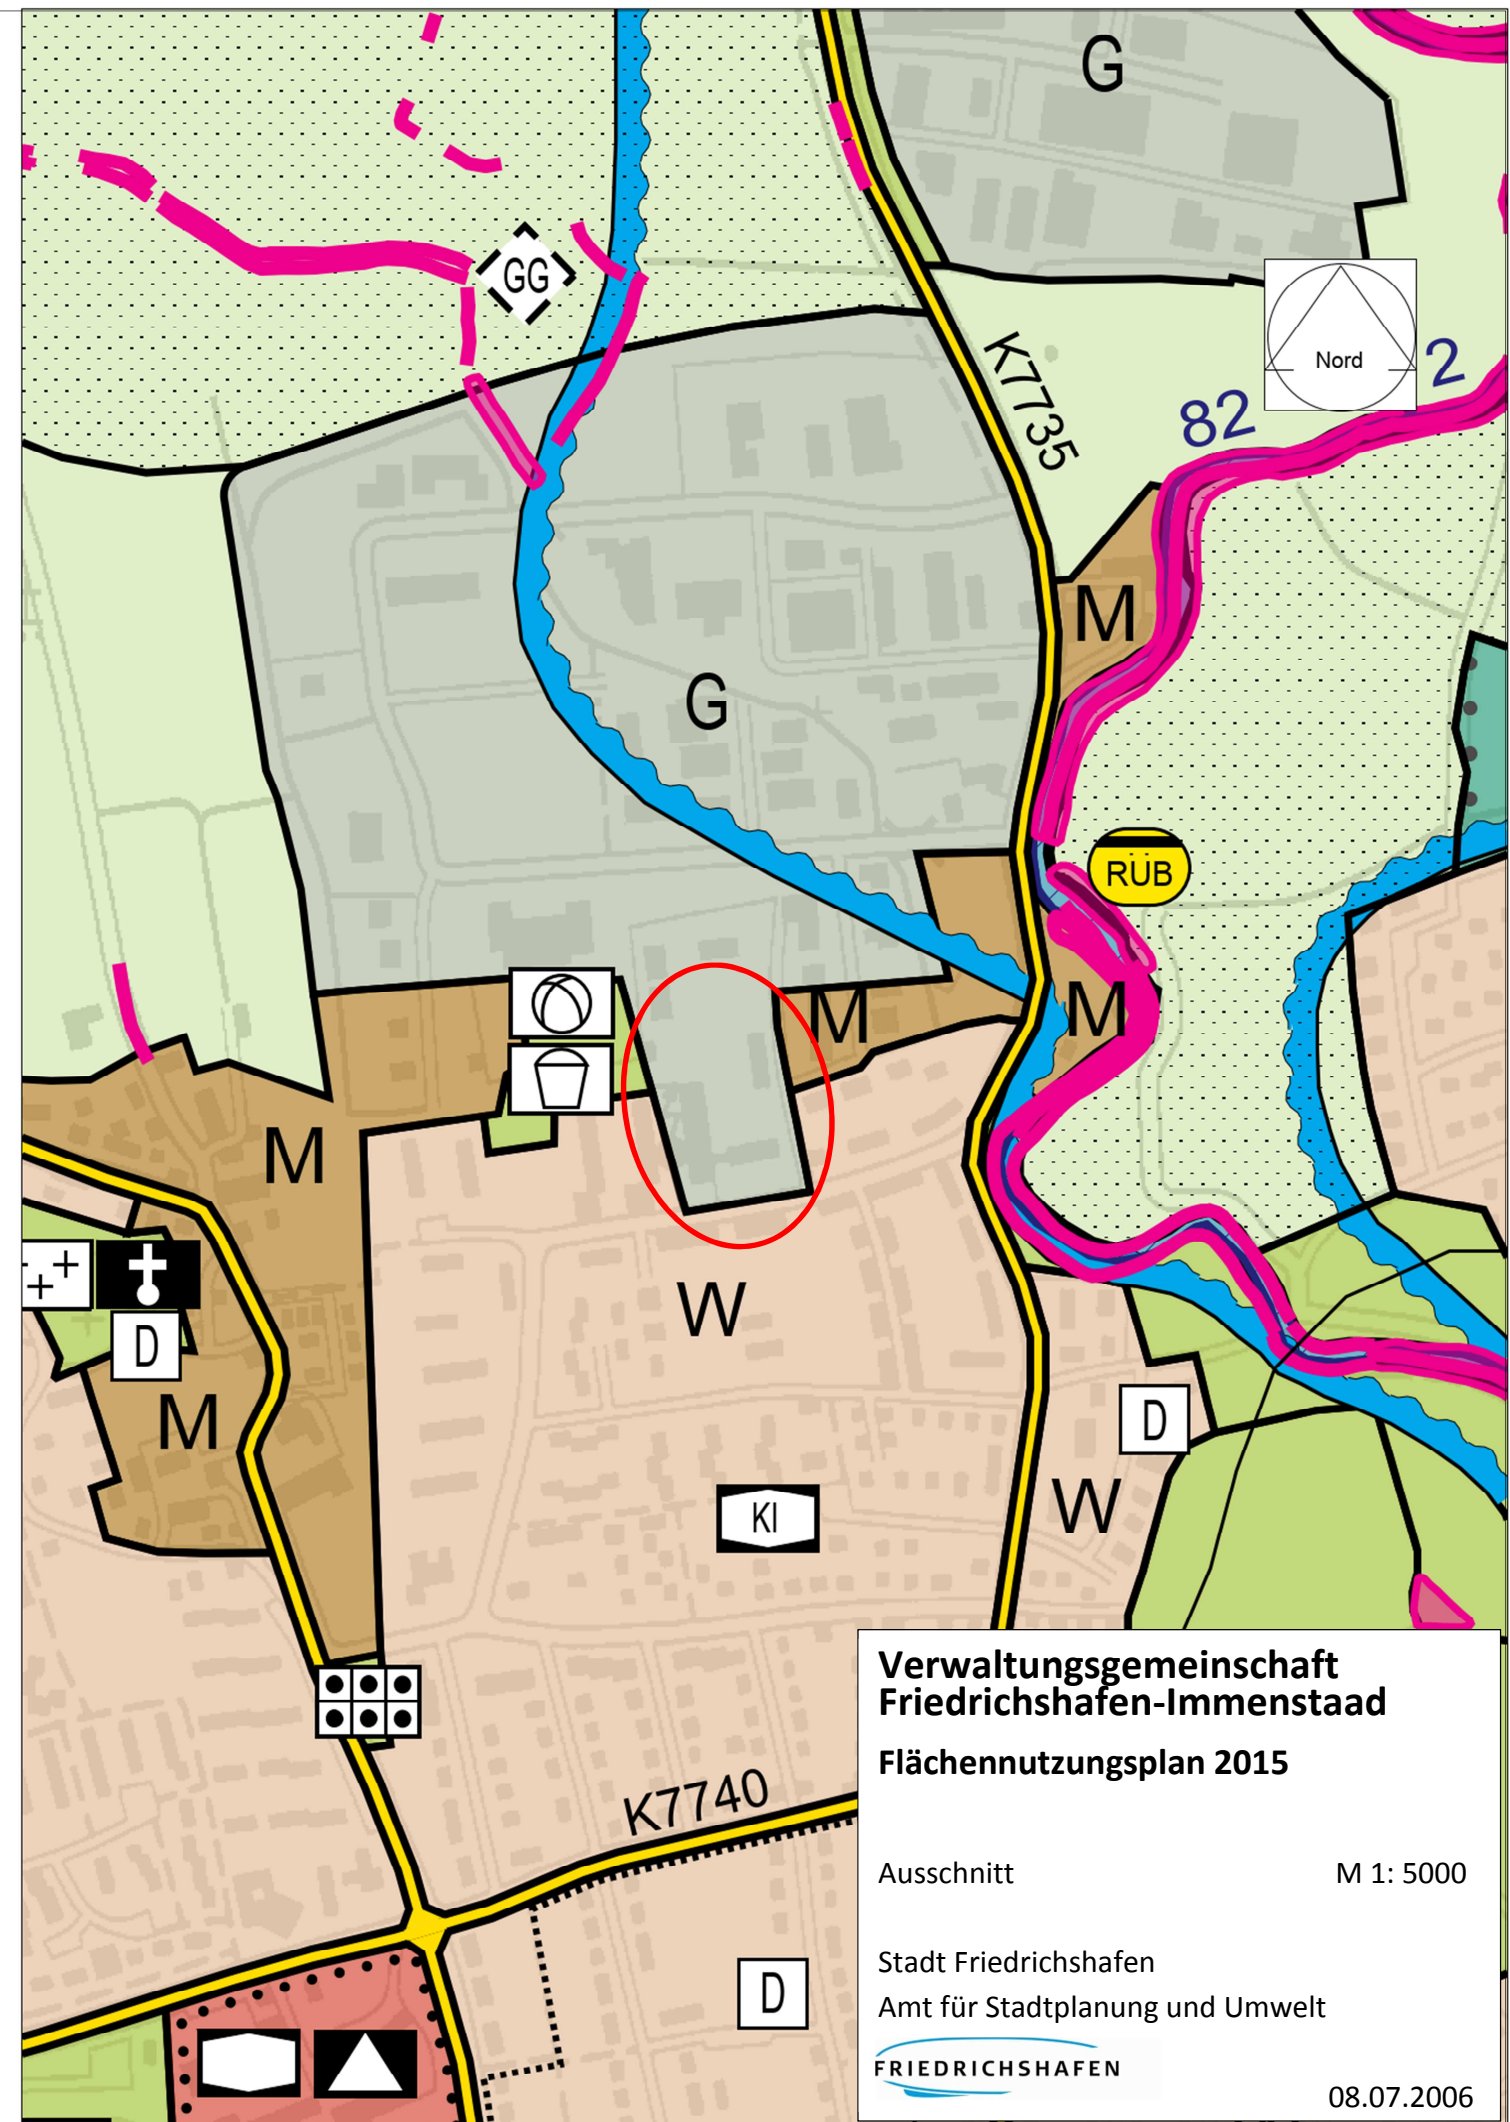 G
GG
K7735
Nord
82
2
M
G
RÜB
M
M
M
D
M
W
D
W
KI
K7740
D
Verwaltungsgemeinschaft
Friedrichshafen-Immenstaad
Flächennutzungsplan 2015
Ausschnitt M 1: 5000
Stadt Friedrichshafen
Amt für Stadtplanung und Umwelt
FRIEDRICHSHAFEN
08.07.2006